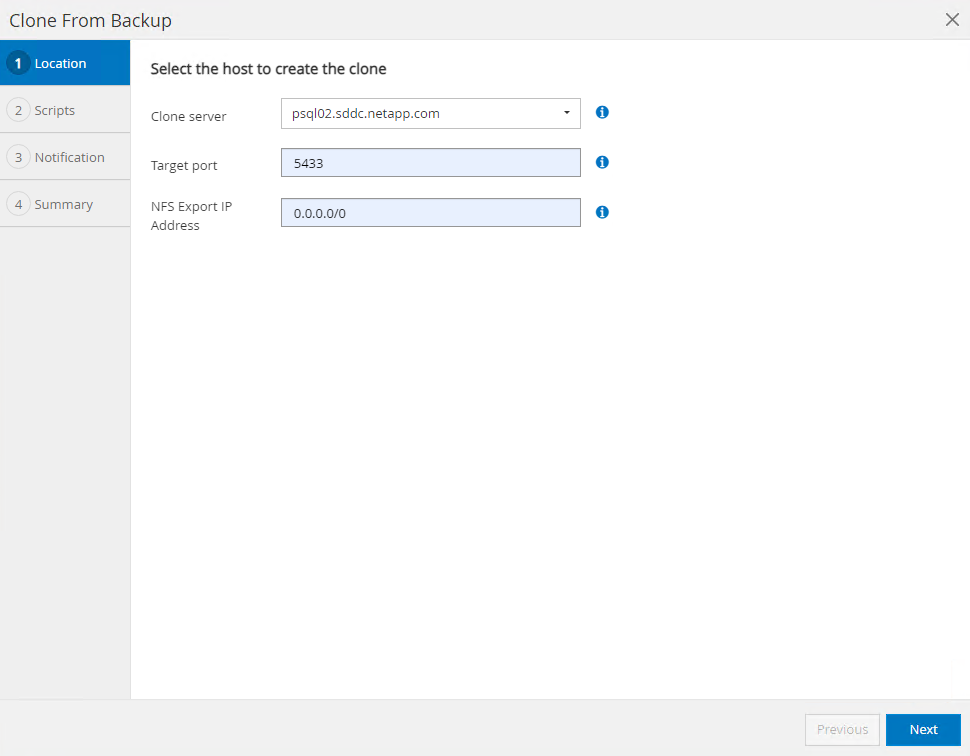 Clone From Backup
1 Location
2 Scripts
3 Notification
4 Summary
Select the host to create the clone
Clone server
psql02.sddc.netapp.com
Target port
5433
NFS Export IP
Address
0.0.0.0/0
Previous
Next